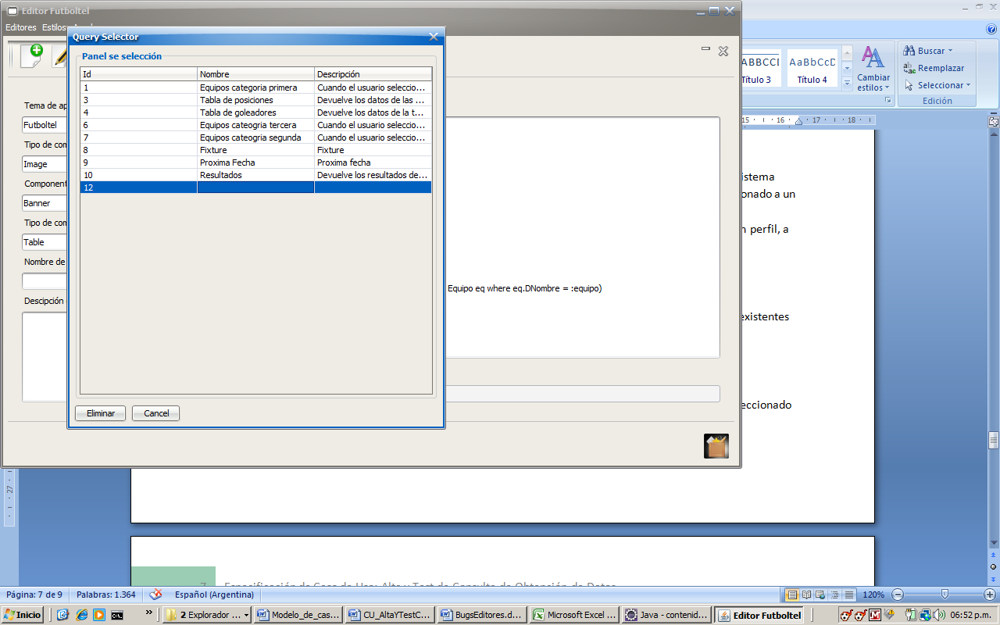 Editor Futboltel
Editores Estilos
Query Selector
Panel se selección
Id Nombre Descripción
1 Equipos categoria primera Cuando el usuario seleccio...
3 Tabla de posiciones Devuelve los datos de las ...
4 Tabla de goleadores Devuelve los datos de la t...
6 Equipos cateogria tercera Cuando el usuario seleccio...
7 Equipos cateogria segunda Cuando el usuario seleccio...
8 Fixture Fixture
9 Proxima Fecha Proxima fecha
10 Resultados Devuelve los resultados de...
12
Eliminar Cancel
Tema de ap
Futboltel
Tipo de com
Image
Component
Banner
Tipo de com
Table
Nombre de
Descipción
Equipo eq where eq.DNombre = :equipo)
ABBCCI AaBbCcD
Título 3 Título 4
Cambiar
estilos
Buscar
Reemplazar
Seleccionar
Edición
15 16 17 18
istema
onado a un
perfil, a
existentes
eccionado
27
7 Especificación de Caso de Uso: Alta y Test de Consulta de Obtención de Datos
Página: 7 de 9 Palabras: 1.364 Español (Argentina) 120%
Inicio » 2 Explorador ... Modelo_de_cas... CU_AltaYTestC... BugsEditores.d... Microsoft Excel ... Java - contenid... Editor Futboltel 06:52 p.m.